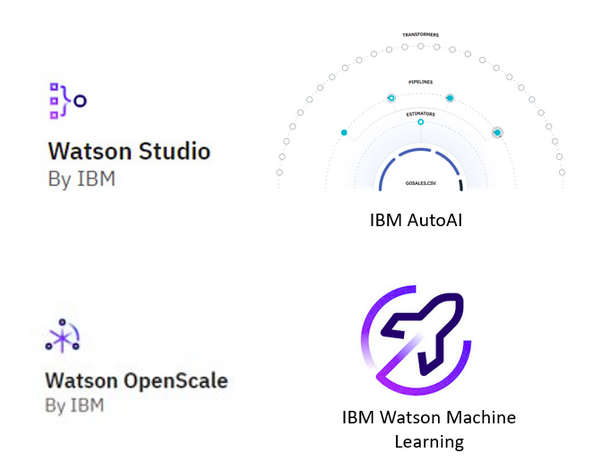 TRANSFORMERS
PIPELINES
ESTIMATORS
GOSALES.CSV
Watson Studio
By IBM
IBM AutoAI
Watson OpenScale
By IBM
IBM Watson Machine
Learning